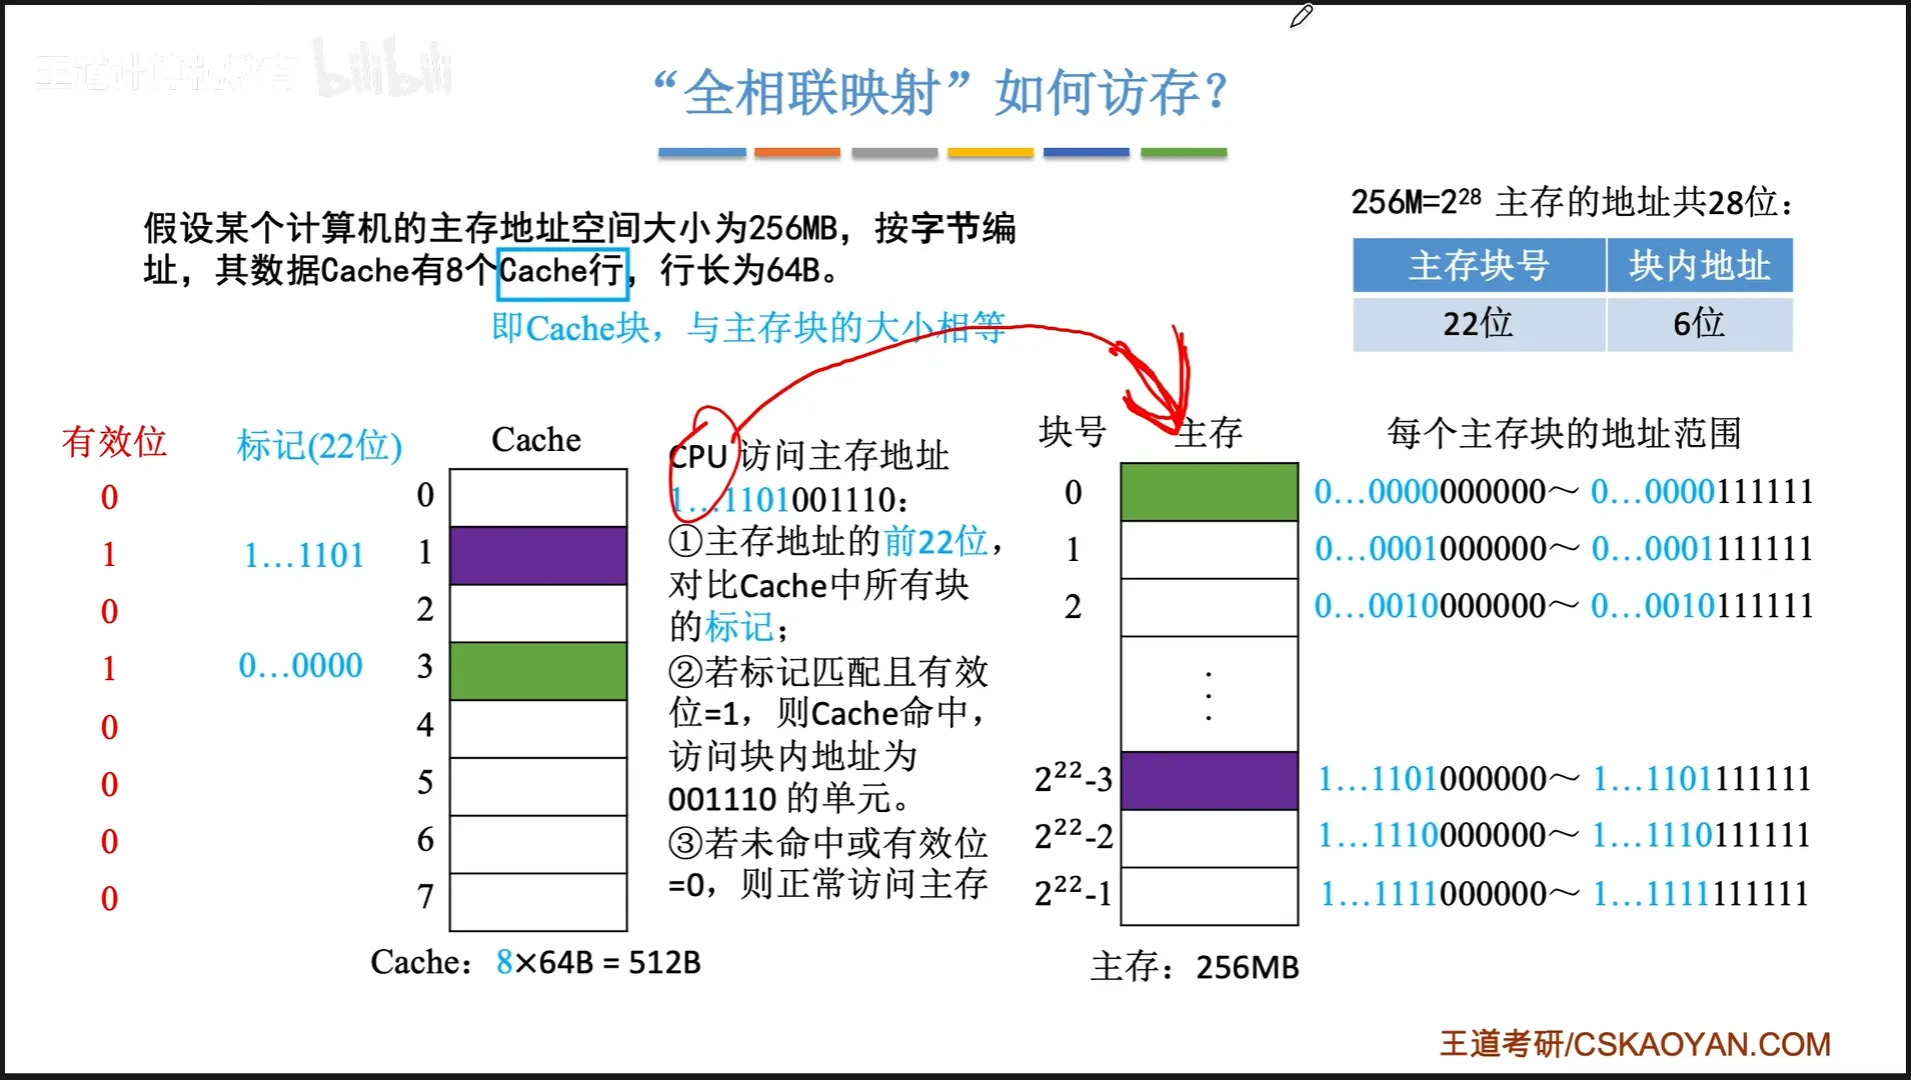 王道计算机教育 bilibili
“全相联映射”如何访存？
假设某个计算机的主存地址空间大小为256MB，按字节编
址，其数据Cache有8个Cache行，行长为64B。
即Cache块，与主存块的大小相等
256M=2²⁸ 主存的地址共28位：
主存块号 块内地址
22位 6位
有效位 标记(22位) Cache
0 0
1 1…1101 1
0 2
1 0…0000 3
0 4
0 5
0 6
0 7
Cache：8×64B = 512B
CPU 访问主存地址
1…1101001110：
①主存地址的前22位，
对比Cache中所有块
的标记；
②若标记匹配且有效
位=1，则Cache命中，
访问块内地址为
001110 的单元。
③若未命中或有效位
=0，则正常访问主存
块号 主存 每个主存块的地址范围
0 0…0000000000～ 0…0000111111
1 0…0001000000～ 0…0001111111
2 0…0010000000～ 0…0010111111
2²²-3 1…1101000000～ 1…1101111111
2²²-2 1…1110000000～ 1…1110111111
2²²-1 1…1111000000～ 1…1111111111
主存：256MB
王道考研/CSKAOYAN.COM